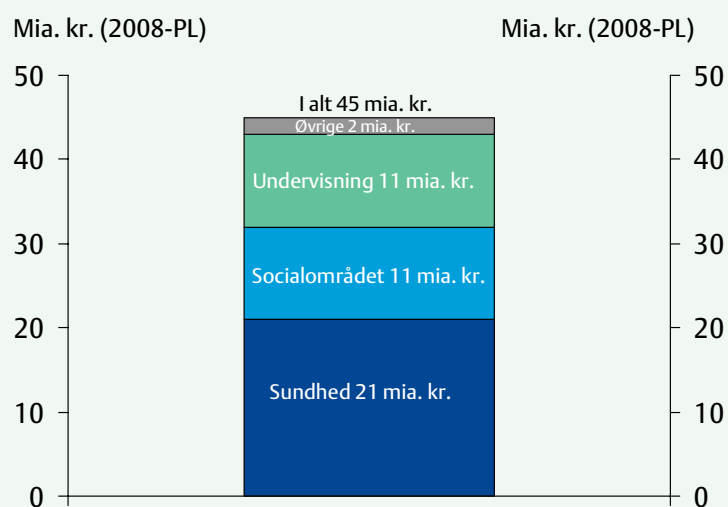 Mia. kr. (2008-PL)
Mia. kr. (2008-PL)
50
50
I alt 45 mia. kr.
Øvrige 2 mia. kr.
40
40
Undervisning 11 mia. kr.
30
30
Socialområdet 11 mia. kr.
20
20
Sundhed 21 mia. kr.
10
10
0
0